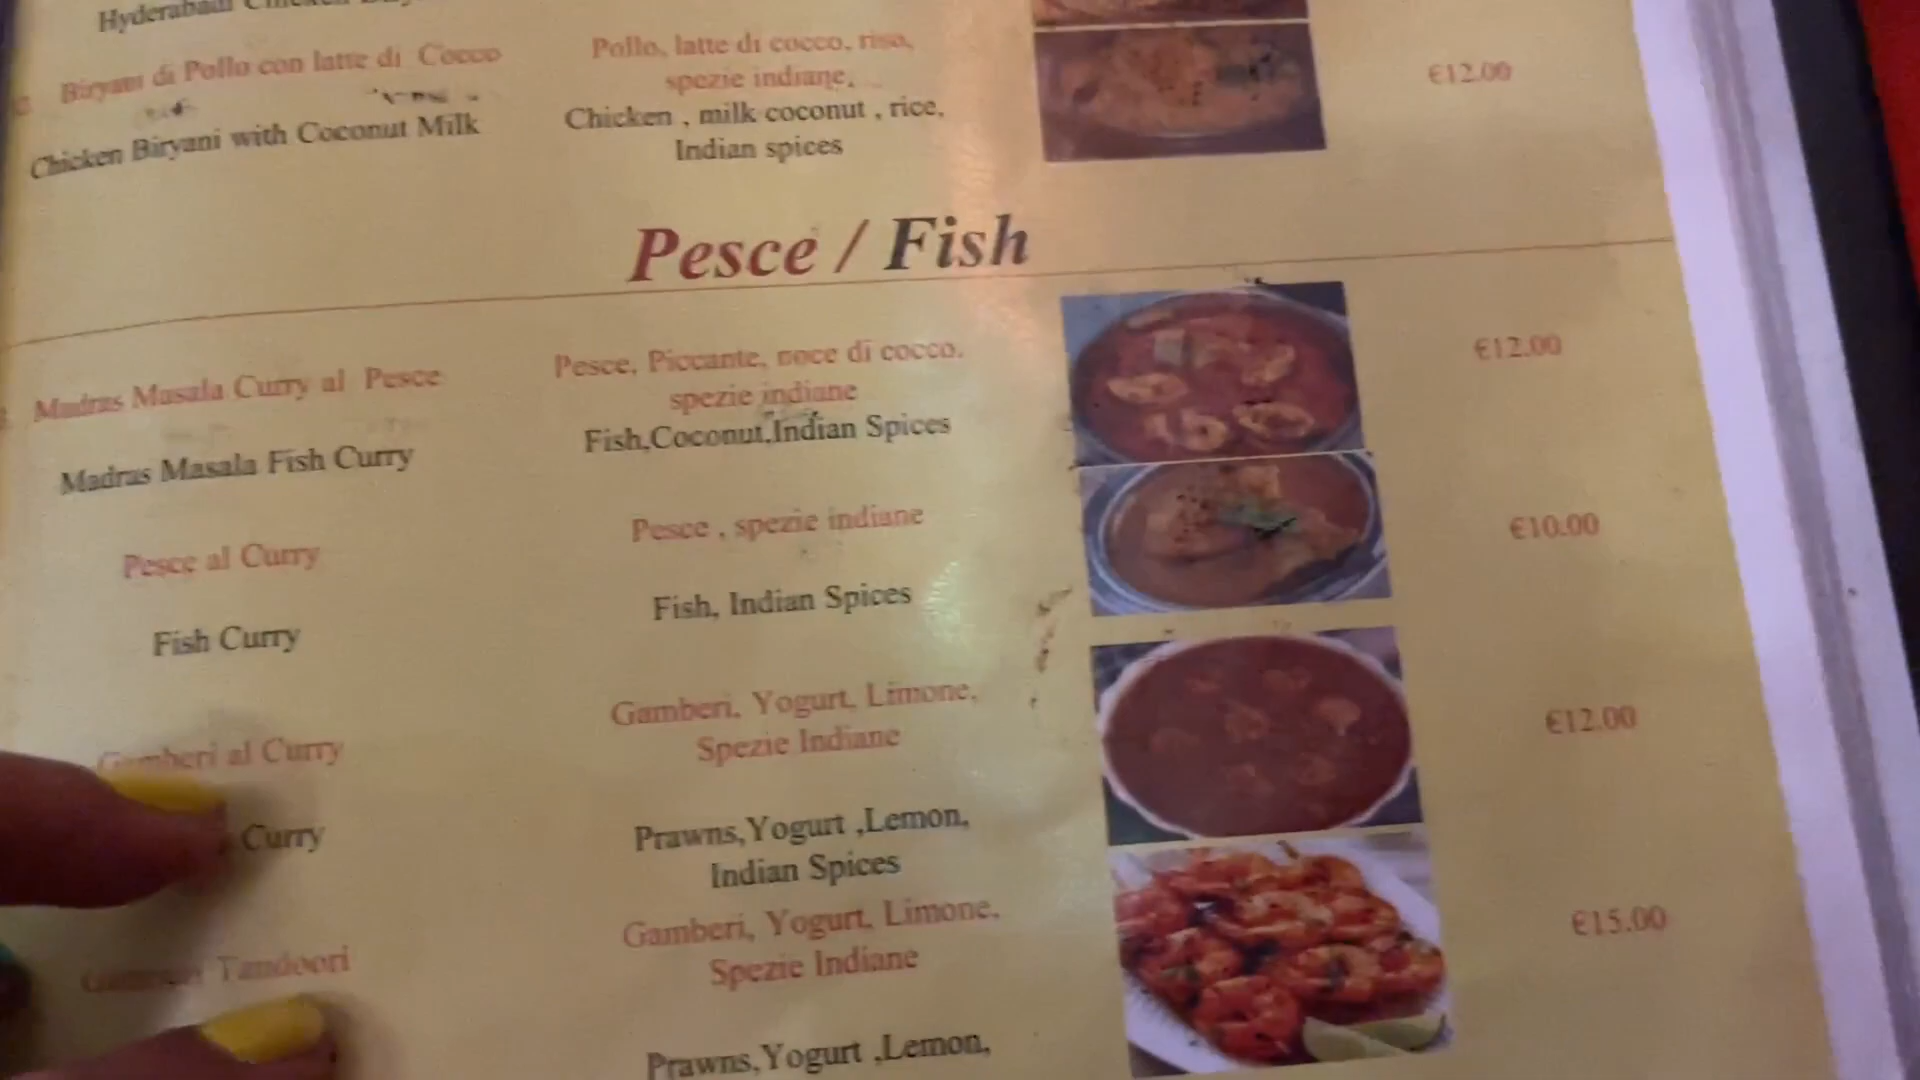 Hyderabadi Chicken
Biryani di Pollo con latte di Cocco
Pollo, latte di cocco, riso,
spezie indiane,
€12.00
Chicken Biryani with Coconut Milk
Chicken , milk coconut , rice,
Indian spices
Pesce / Fish
Madras Masala Curry al Pesce
Pesce, Piccante, noce di cocco,
spezie indiane
€12.00
Madras Masala Fish Curry
Fish,Coconut,Indian Spices
Pesce al Curry
Pesce , spezie indiane
€10.00
Fish Curry
Fish, Indian Spices
Gamberi al Curry
Gamberi, Yogurt, Limone,
Spezie Indiane
€12.00
Curry
Prawns,Yogurt ,Lemon,
Indian Spices
Tandoori
Gamberi, Yogurt, Limone,
Spezie Indiane
€15.00
Prawns,Yogurt ,Lemon,